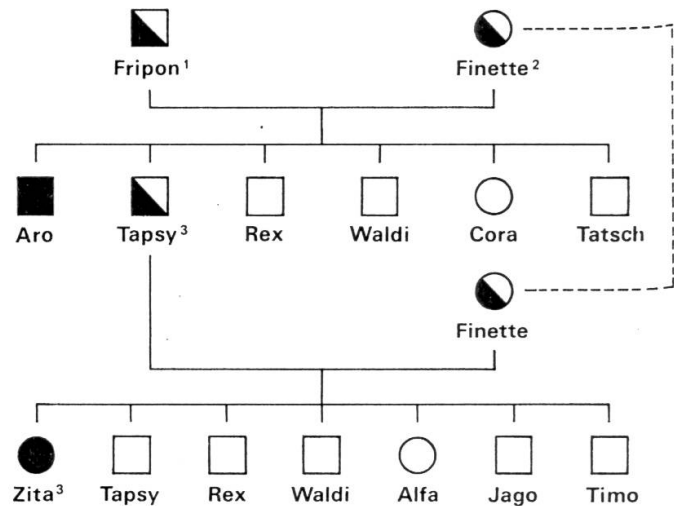 Fripon¹ Finette²
Aro Tapsy³ Rex Waldi Cora Tatsch
Finette
Zita³ Tapsy Rex Waldi Alfa Jago Timo